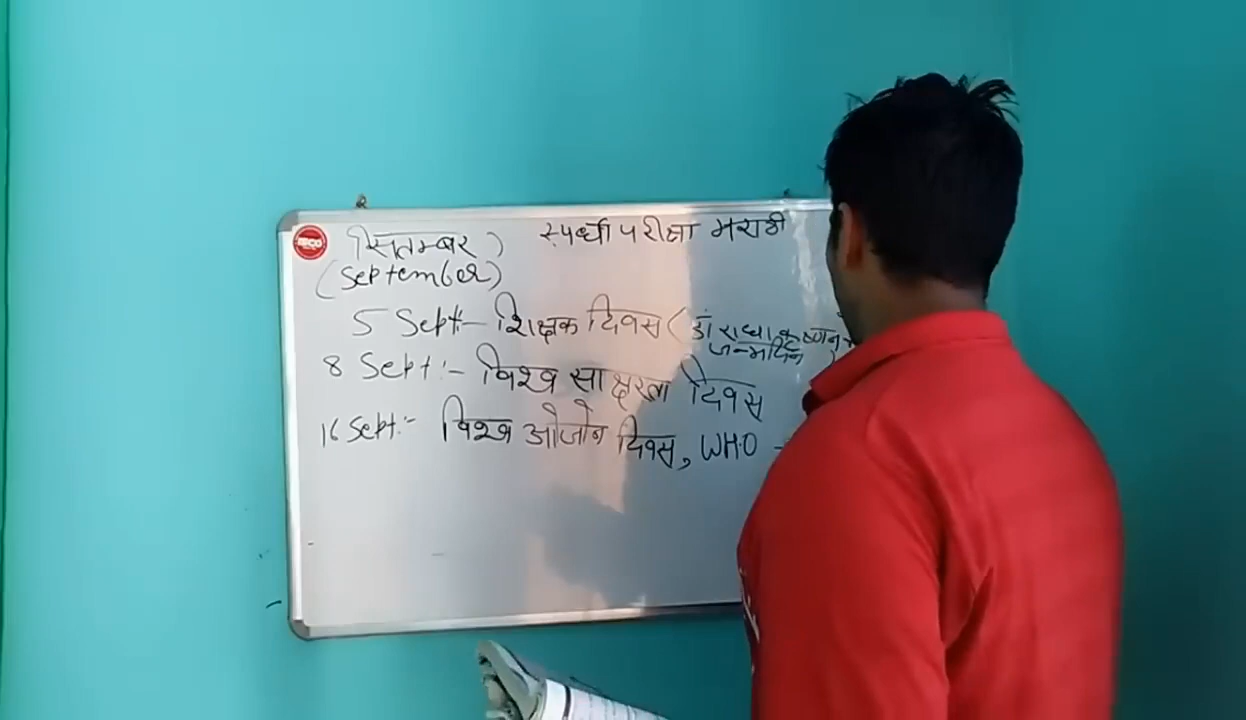 स्पर्धा परीक्षा मराठी
सितम्बर)
(September)
5 Sept:- शिक्षक दिवस (डॉ राधाकृष्णन
जन्मदिन )
8 Sept:- विश्व साक्षरता दिवस
16 Sept:- विश्व ओजोन दिवस, WHO -